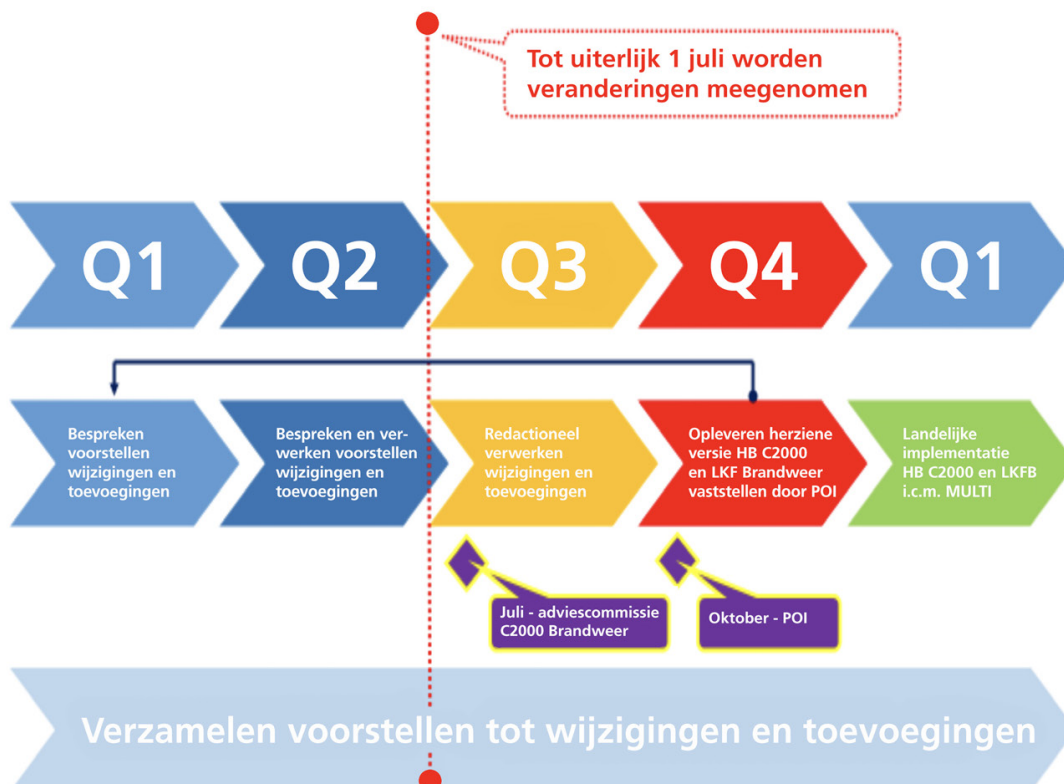 Tot uiterlijk 1 juli worden
veranderingen meegenomen
Q1
Q2
Q3
Q4
Q1
Bespreken
voorstellen
wijzigingen en
toevoegingen
Bespreken en ver-
werken voorstellen
wijzigingen en
toevoegingen
Redactioneel
verwerken
wijzigingen en
toevoegingen
Opleveren herziene
versie HB C2000
en LKF Brandweer
vaststellen door POI
Landelijke
implementatie
HB C2000 en LKFB
i.c.m. MULTI
Juli - adviescommissie
C2000 Brandweer
Oktober - POI
Verzamelen voorstellen tot wijzigingen en toevoegingen